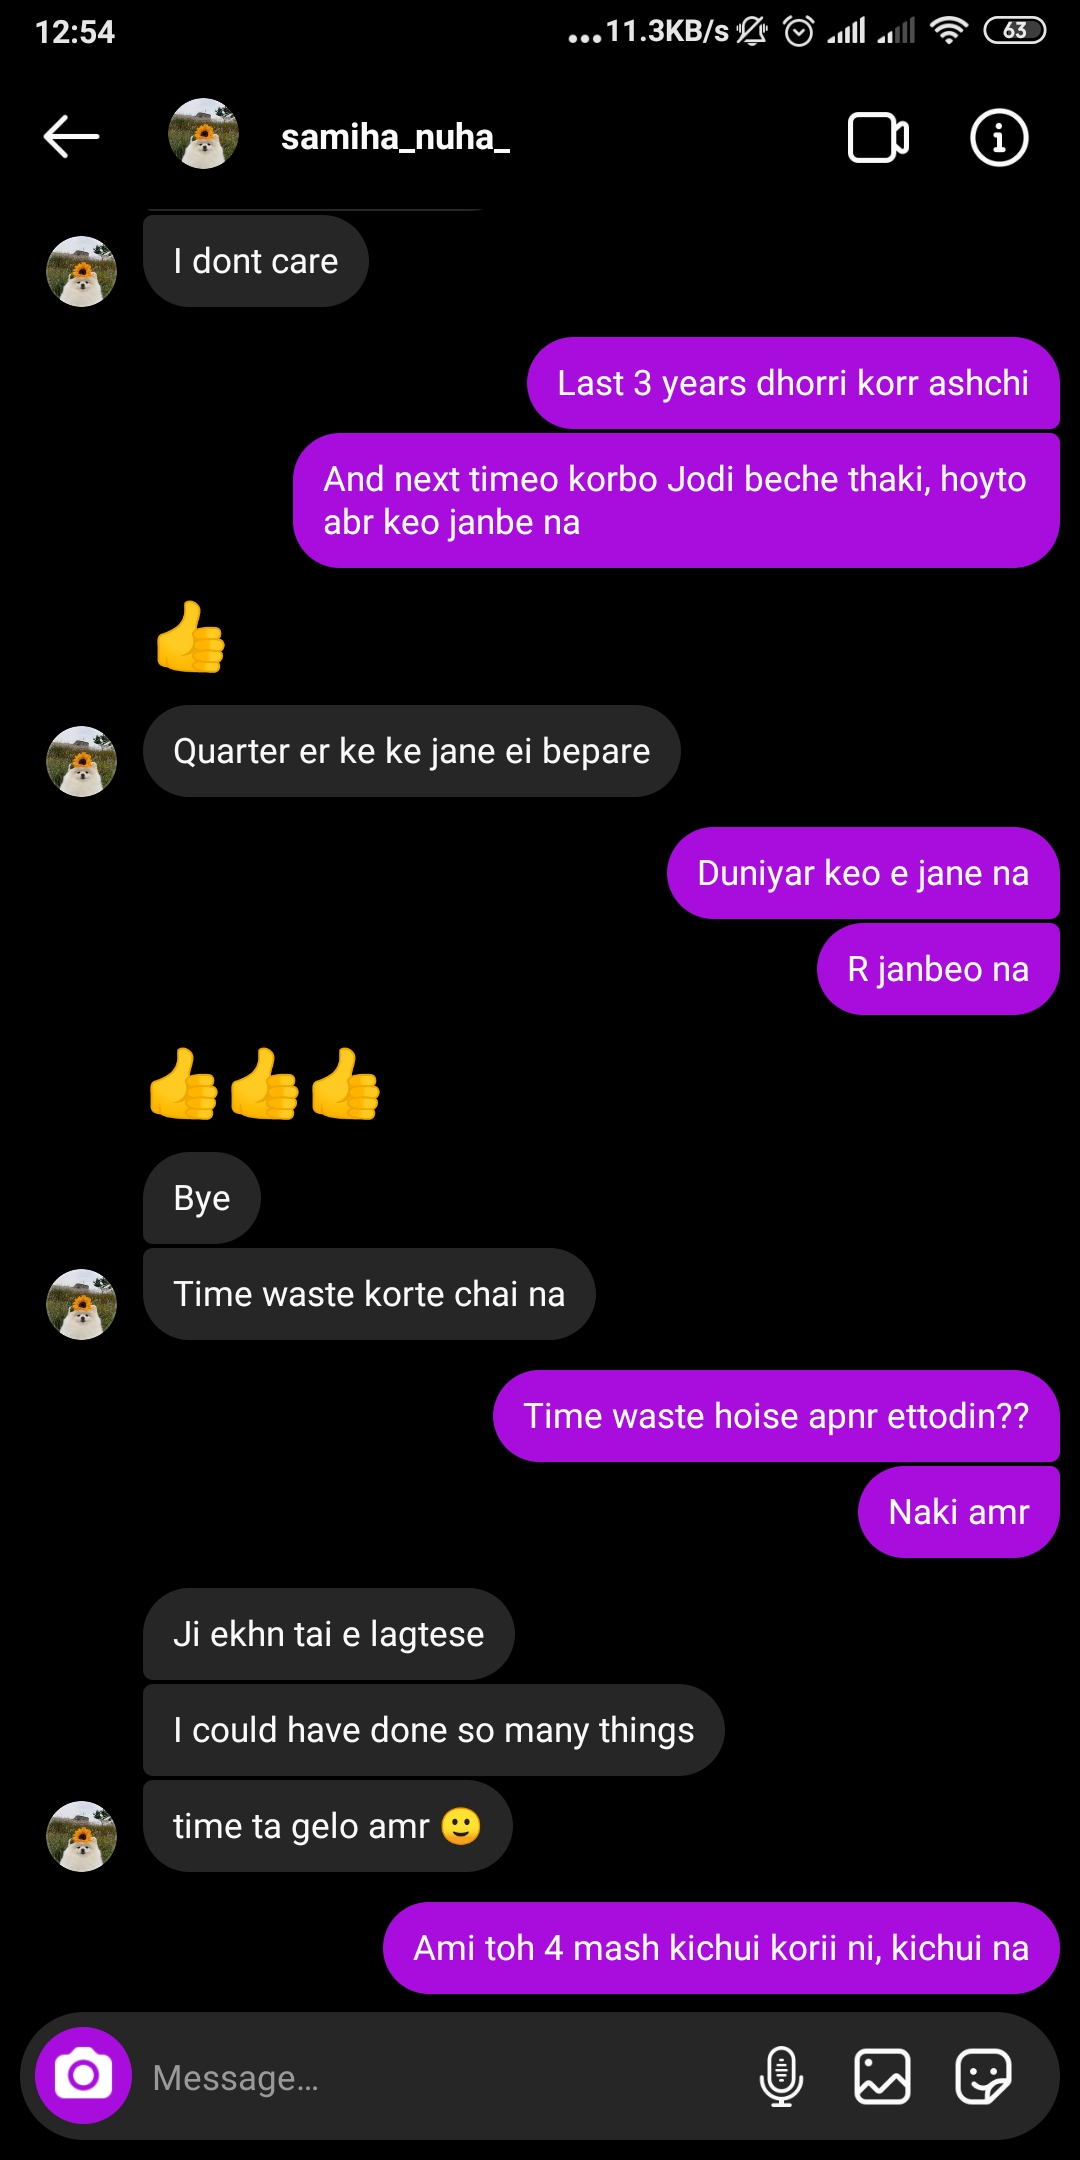 12:54
...11.3KB/s
63
samiha_nuha_
I dont care
Last 3 years dhorri korr ashchi
And next timeo korbo Jodi beche thaki, hoyto
abr keo janbe na
👍
Quarter er ke ke jane ei bepare
Duniyar keo e jane na
R janbeo na
👍👍👍
Bye
Time waste korte chai na
Time waste hoise apnr ettodin??
Naki amr
Ji ekhn tai e lagtese
I could have done so many things
time ta gelo amr 🙂
Ami toh 4 mash kichui korii ni, kichui na
Message...